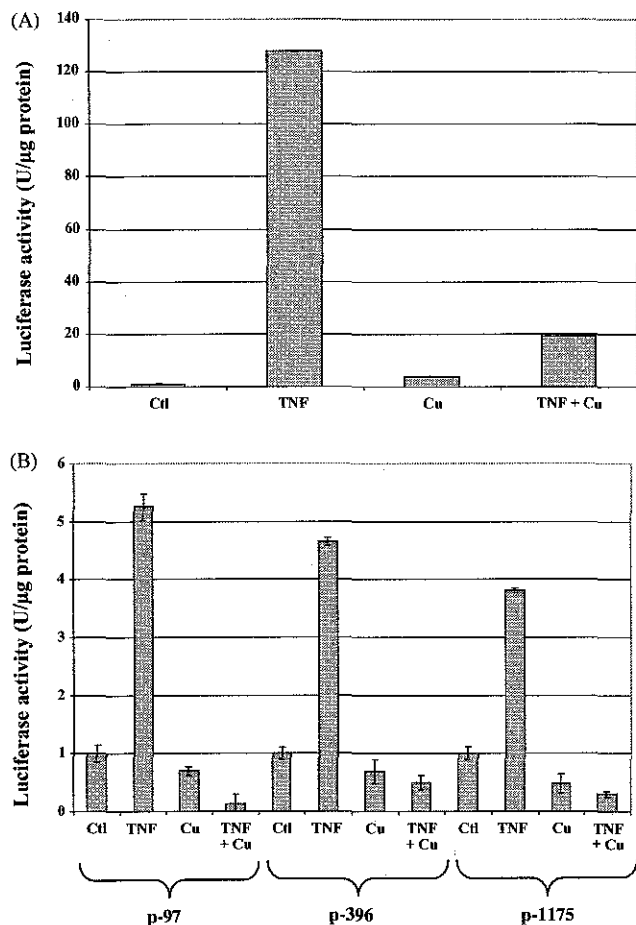 (A)
Luciferase activity (U/µg protein)
140
120
100
80
60
40
20
0
Ctl TNF Cu TNF + Cu
(B)
Luciferase activity (U/µg protein)
6
5
4
3
2
1
0
Ctl TNF Cu TNF Ctl TNF Cu TNF Ctl TNF Cu TNF
+ Cu + Cu + Cu
p-97 p-396 p-1175